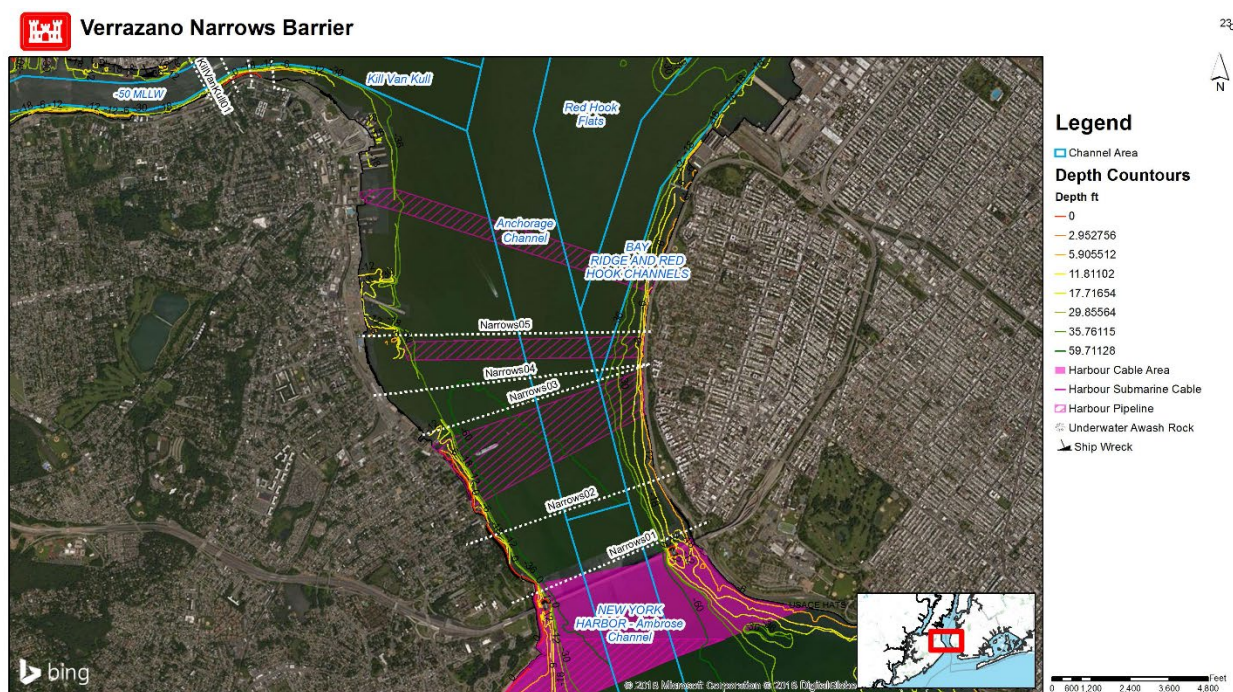 Verrazano Narrows Barrier
Kill Van Kull
-50 MLLW
KillVanKull01
Red Hook
Flats
Anchorage
Channel
BAY
RIDGE AND RED
HOOK CHANNELS
Narrows05
Narrows04
Narrows03
Narrows02
Narrows01
NEW YORK
HARBOR - Ambrose
Channel
-60
USACE HATS
bing
© 2018 Microsoft Corporation © 2018 DigitalGlobe
N
Legend
Channel Area
Depth Countours
Depth ft
0
2.952756
5.905512
11.81102
17.71654
29.85564
35.76115
59.71128
Harbour Cable Area
Harbour Submarine Cable
Harbour Pipeline
Underwater Awash Rock
Ship Wreck
Feet
0 600 1,200 2,400 3,600 4,800